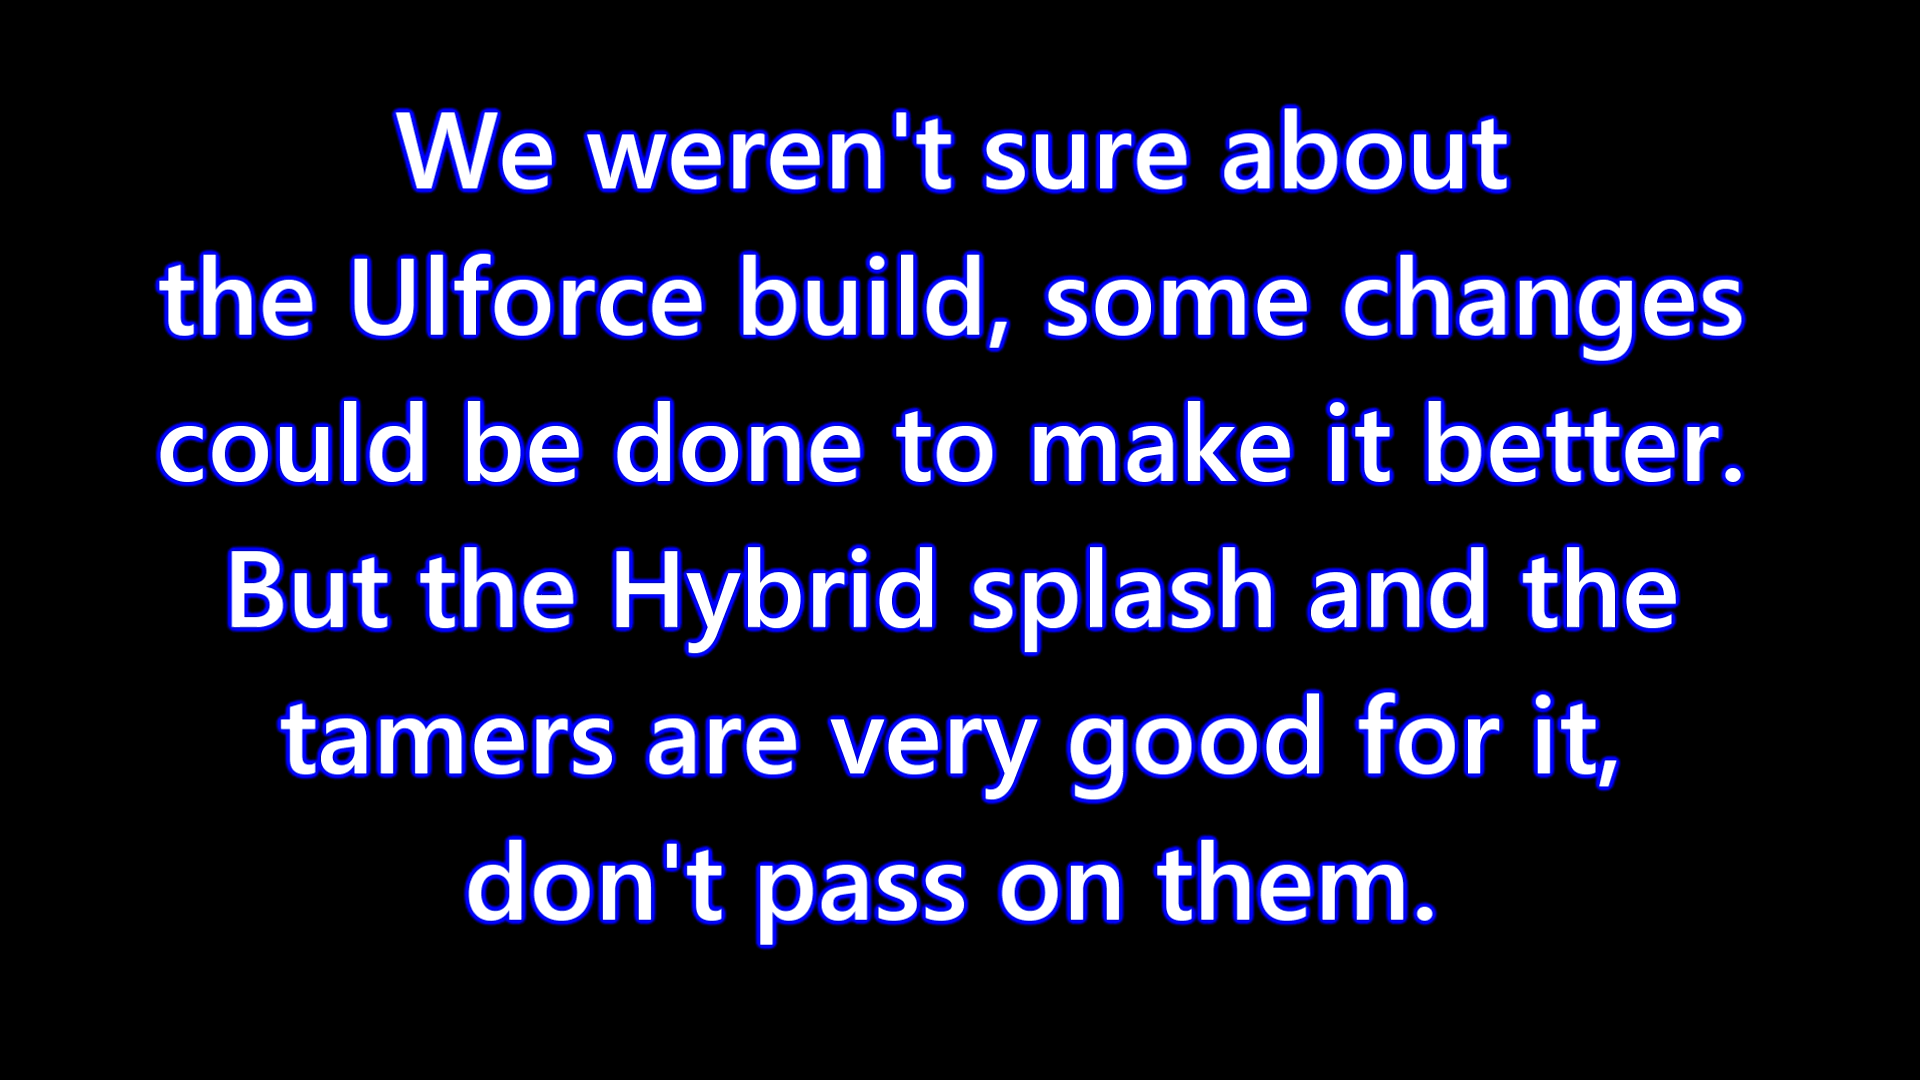 We weren't sure about
the Ulforce build, some changes
could be done to make it better.
But the Hybrid splash and the
tamers are very good for it,
don't pass on them.